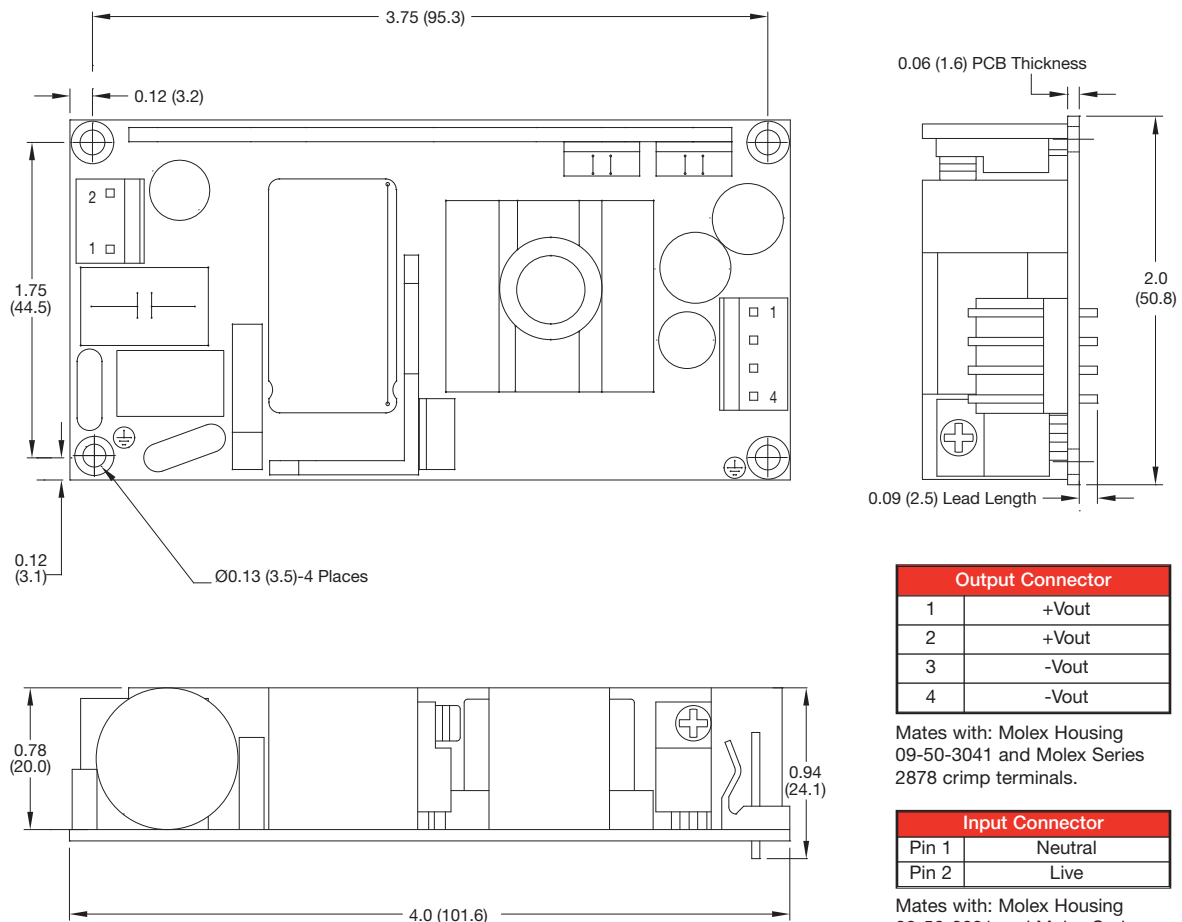 3.75 (95.3)
0.12 (3.2)
0.06 (1.6) PCB Thickness
2
1
1.75
(44.5)
1
4
2.0
(50.8)
0.09 (2.5) Lead Length
0.12
(3.1)
Ø0.13 (3.5)-4 Places
Output Connector
1 +Vout
2 +Vout
3 -Vout
4 -Vout
Mates with: Molex Housing
09-50-3041 and Molex Series
2878 crimp terminals.
0.78
(20.0)
0.94
(24.1)
Input Connector
Pin 1 Neutral
Pin 2 Live
Mates with: Molex Housing
4.0 (101.6)